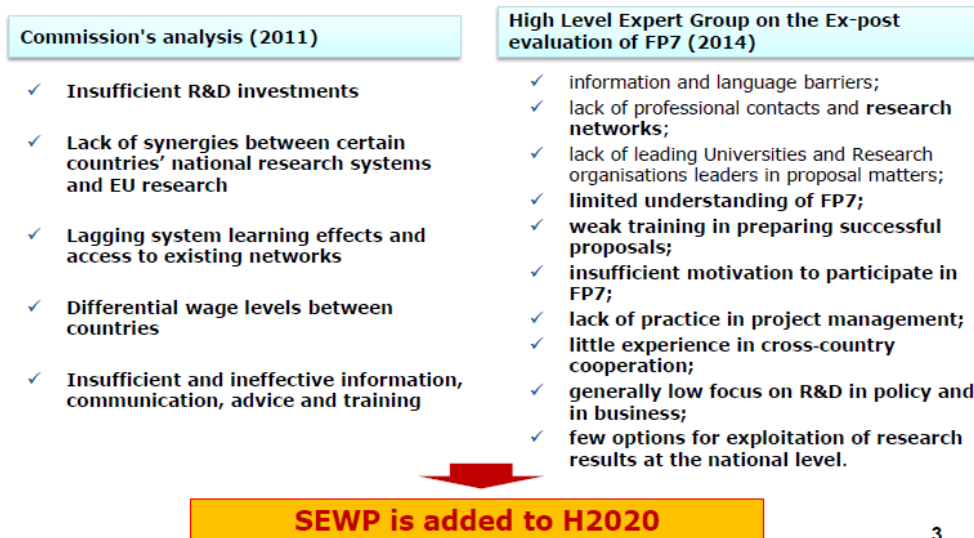 Commission's analysis (2011)
✓ Insufficient R&D investments
✓ Lack of synergies between certain
countries’ national research systems
and EU research
✓ Lagging system learning effects and
access to existing networks
✓ Differential wage levels between
countries
✓ Insufficient and ineffective information,
communication, advice and training
High Level Expert Group on the Ex-post
evaluation of FP7 (2014)
✓ information and language barriers;
✓ lack of professional contacts and research
networks;
✓ lack of leading Universities and Research
organisations leaders in proposal matters;
✓ limited understanding of FP7;
✓ weak training in preparing successful
proposals;
✓ insufficient motivation to participate in
FP7;
✓ lack of practice in project management;
✓ little experience in cross-country
cooperation;
✓ generally low focus on R&D in policy and
in business;
✓ few options for exploitation of research
results at the national level.
SEWP is added to H2020
3